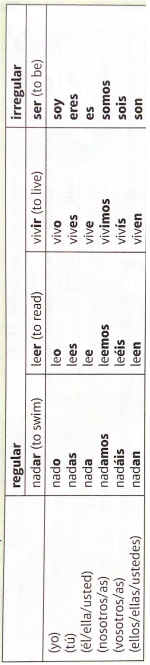 regular irregular
nadar (to swim) leer (to read) vivir (to live) ser (to be)
(yo) nado leo vivo soy
(tú) nadas lees vives eres
(él/ella/usted) nada lee vive es
(nosotros/as) nadamos leemos vivimos somos
(vosotros/as) nadáis leéis vivís sois
(ellos/ellas/ustedes) nadan leen viven son